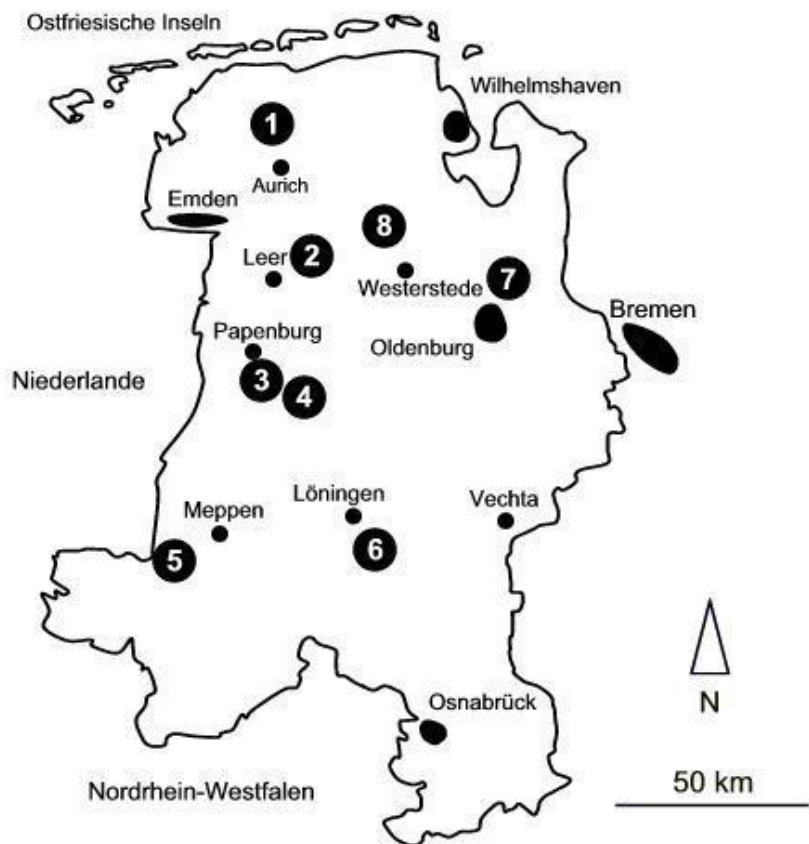 Ostfriesische Inseln
Wilhelmshaven
1
Aurich
Emden
8
Leer
2
Westerstede
7
Bremen
Papenburg
Oldenburg
Niederlande
3
4
Löningen
Vechta
Meppen
5
6
N
Osnabrück
50 km
Nordrhein-Westfalen